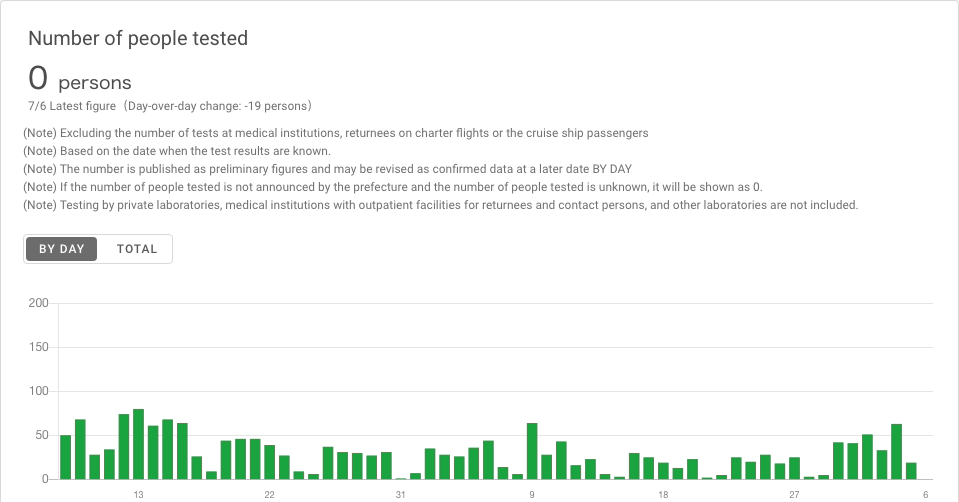 Number of people tested
0 persons
7/6 Latest figure（Day-over-day change: -19 persons）
(Note) Excluding the number of tests at medical institutions, returnees on charter flights or the cruise ship passengers
(Note) Based on the date when the test results are known.
(Note) The number is published as preliminary figures and may be revised as confirmed data at a later date BY DAY
(Note) If the number of people tested is not announced by the prefecture and the number of people tested is unknown, it will be shown as 0.
(Note) Testing by private laboratories, medical institutions with outpatient facilities for returnees and contact persons, and other laboratories are not included.
BY DAY TOTAL
200
150
100
50
0
13 22 31 9 18 27 6